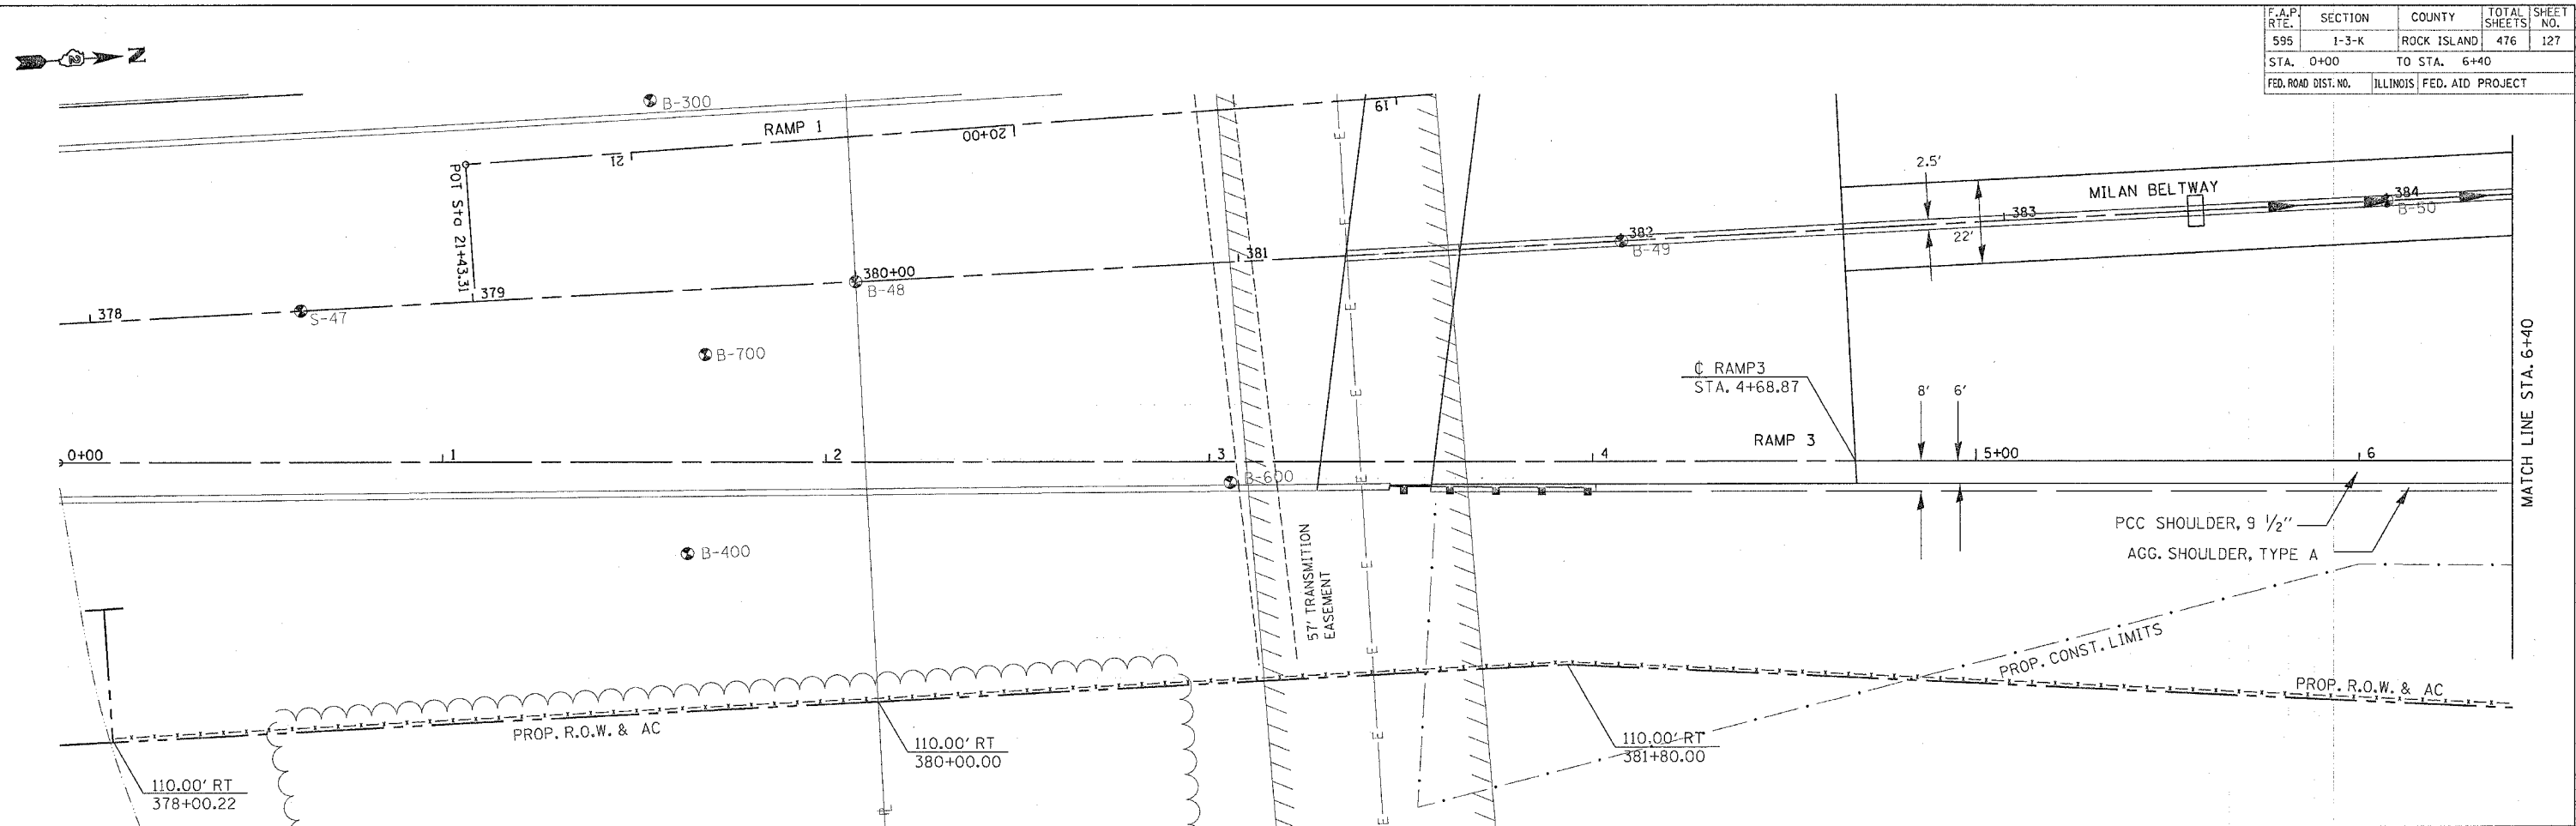 F.A.P. RTE. SECTION COUNTY TOTAL SHEETS SHEET NO.
595 1-3-K ROCK ISLAND 476 127
STA. 0+00 TO STA. 6+40
FED. ROAD DIST. NO. ILLINOIS FED. AID PROJECT
N
B-300
RAMP 1
19
20+00
21
POT Sta 21+43.31
2.5'
MILAN BELTWAY
384
B-50
383
22'
382
B-49
381
380+00
B-48
379
378
S-47
B-700
MATCH LINE STA. 6+40
℄ RAMP3
STA. 4+68.87
8' 6'
RAMP 3
0+00 1 2 3 4 5+00 6
B-600
PCC SHOULDER, 9 1/2"
AGG. SHOULDER, TYPE A
B-400
57' TRANSMITION
EASEMENT
E
E
E
E
E
E
E
E
E
PROP. CONST. LIMITS
PROP. R.O.W. & AC
PROP. R.O.W. & AC
110.00' RT
380+00.00
110.00' RT
381+80.00
110.00' RT
378+00.22